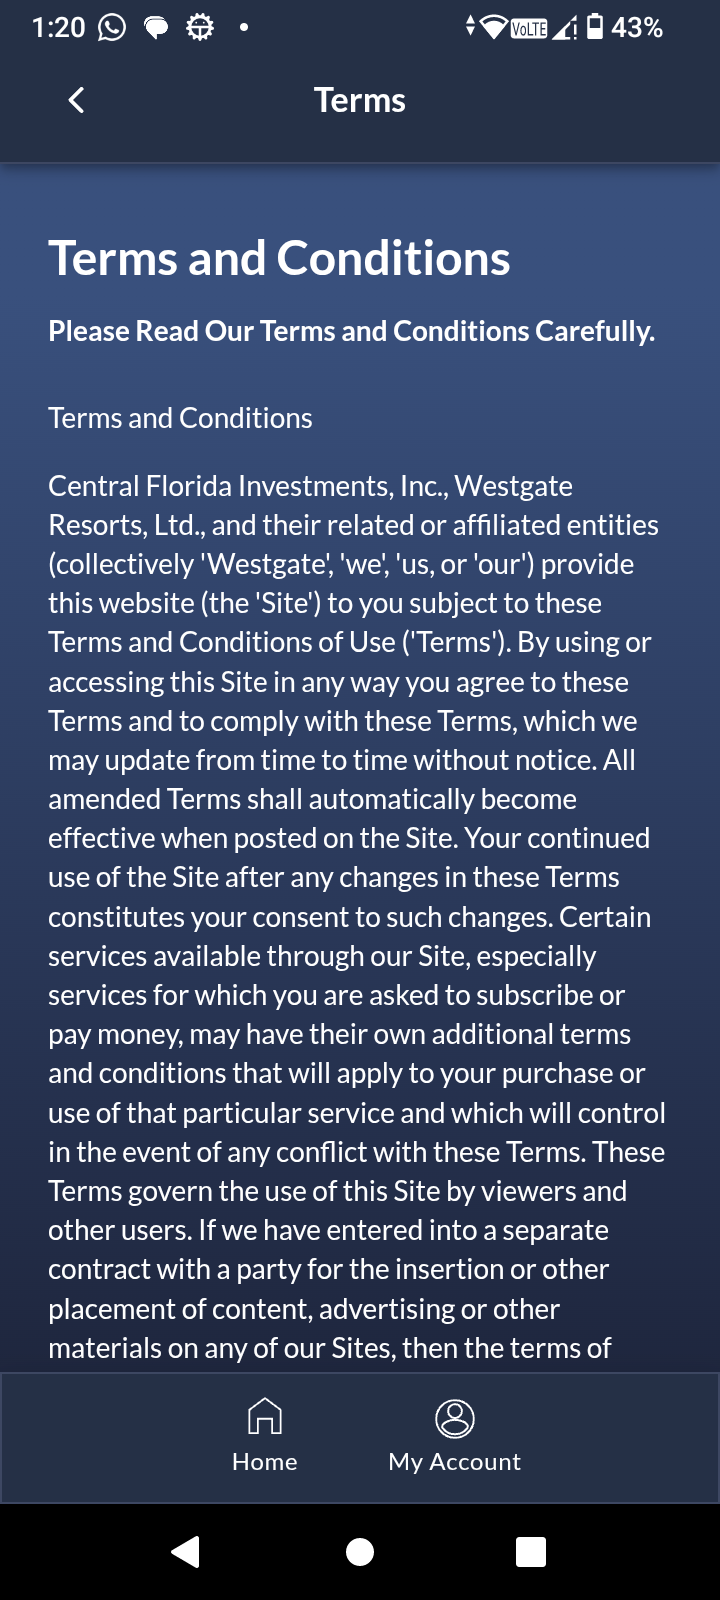 1:20
VoLTE
43%
Terms
Terms and Conditions
Please Read Our Terms and Conditions Carefully.
Terms and Conditions
Central Florida Investments, Inc., Westgate
Resorts, Ltd., and their related or affiliated entities
(collectively 'Westgate', 'we', 'us, or 'our') provide
this website (the 'Site') to you subject to these
Terms and Conditions of Use ('Terms'). By using or
accessing this Site in any way you agree to these
Terms and to comply with these Terms, which we
may update from time to time without notice. All
amended Terms shall automatically become
effective when posted on the Site. Your continued
use of the Site after any changes in these Terms
constitutes your consent to such changes. Certain
services available through our Site, especially
services for which you are asked to subscribe or
pay money, may have their own additional terms
and conditions that will apply to your purchase or
use of that particular service and which will control
in the event of any conflict with these Terms. These
Terms govern the use of this Site by viewers and
other users. If we have entered into a separate
contract with a party for the insertion or other
placement of content, advertising or other
materials on any of our Sites, then the terms of
Home
My Account